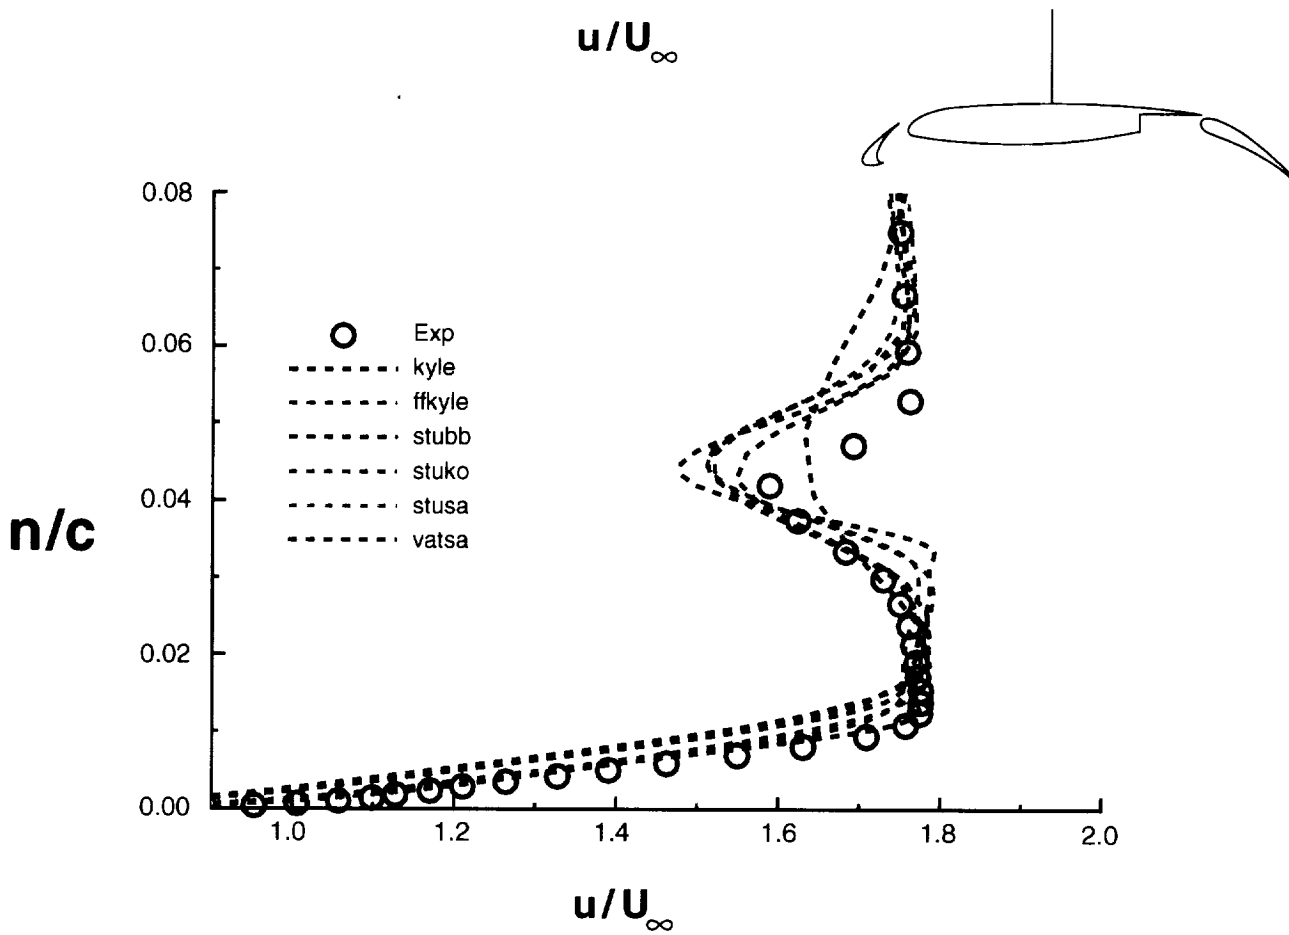 u/U∞
0.08
0.06
0.04
0.02
0.00
n/c
Exp
kyle
ffkyle
stubb
stuko
stusa
vatsa
1.0 1.2 1.4 1.6 1.8 2.0
u/U∞